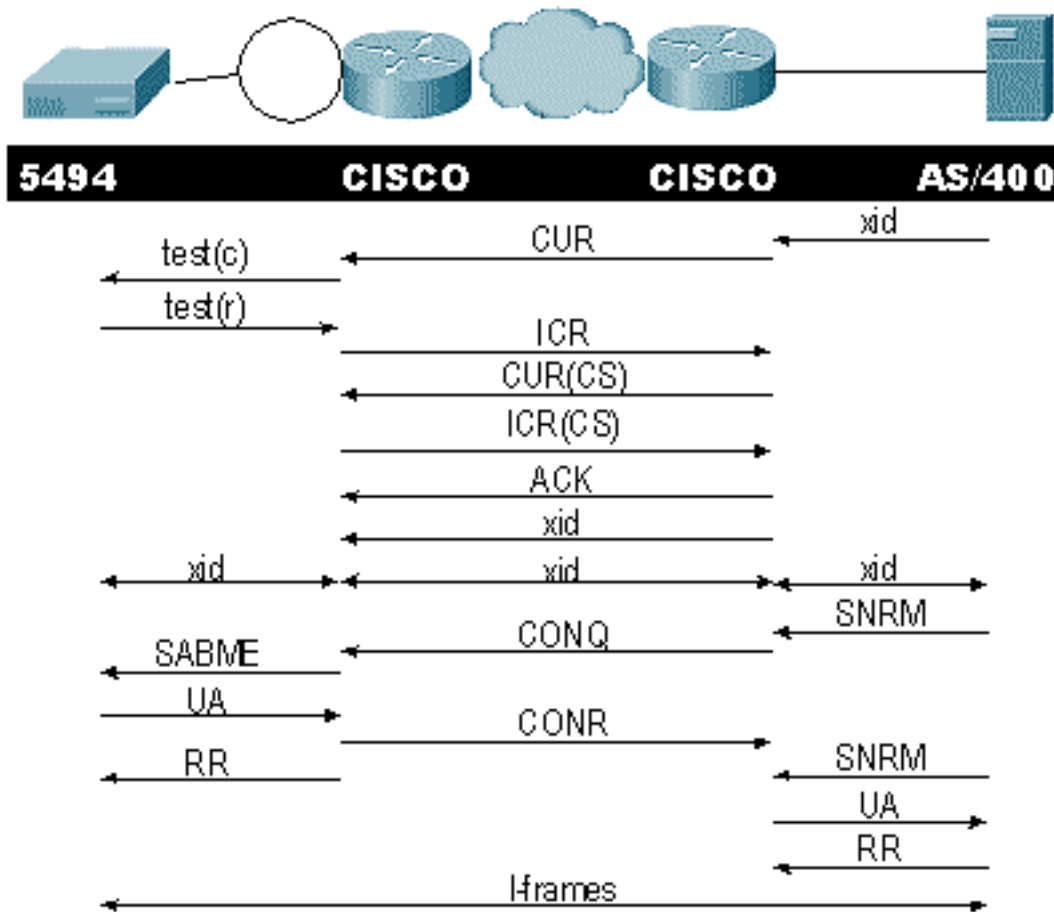 5494 CISCO CISCO AS/400
xid
CUR
test(c)
test(r)
ICR
CUR(CS)
ICR(CS)
ACK
xid
xid xid xid
SNRM
CONQ
SABME
UA
CONR
RR SNRM
UA
RR
I-frames